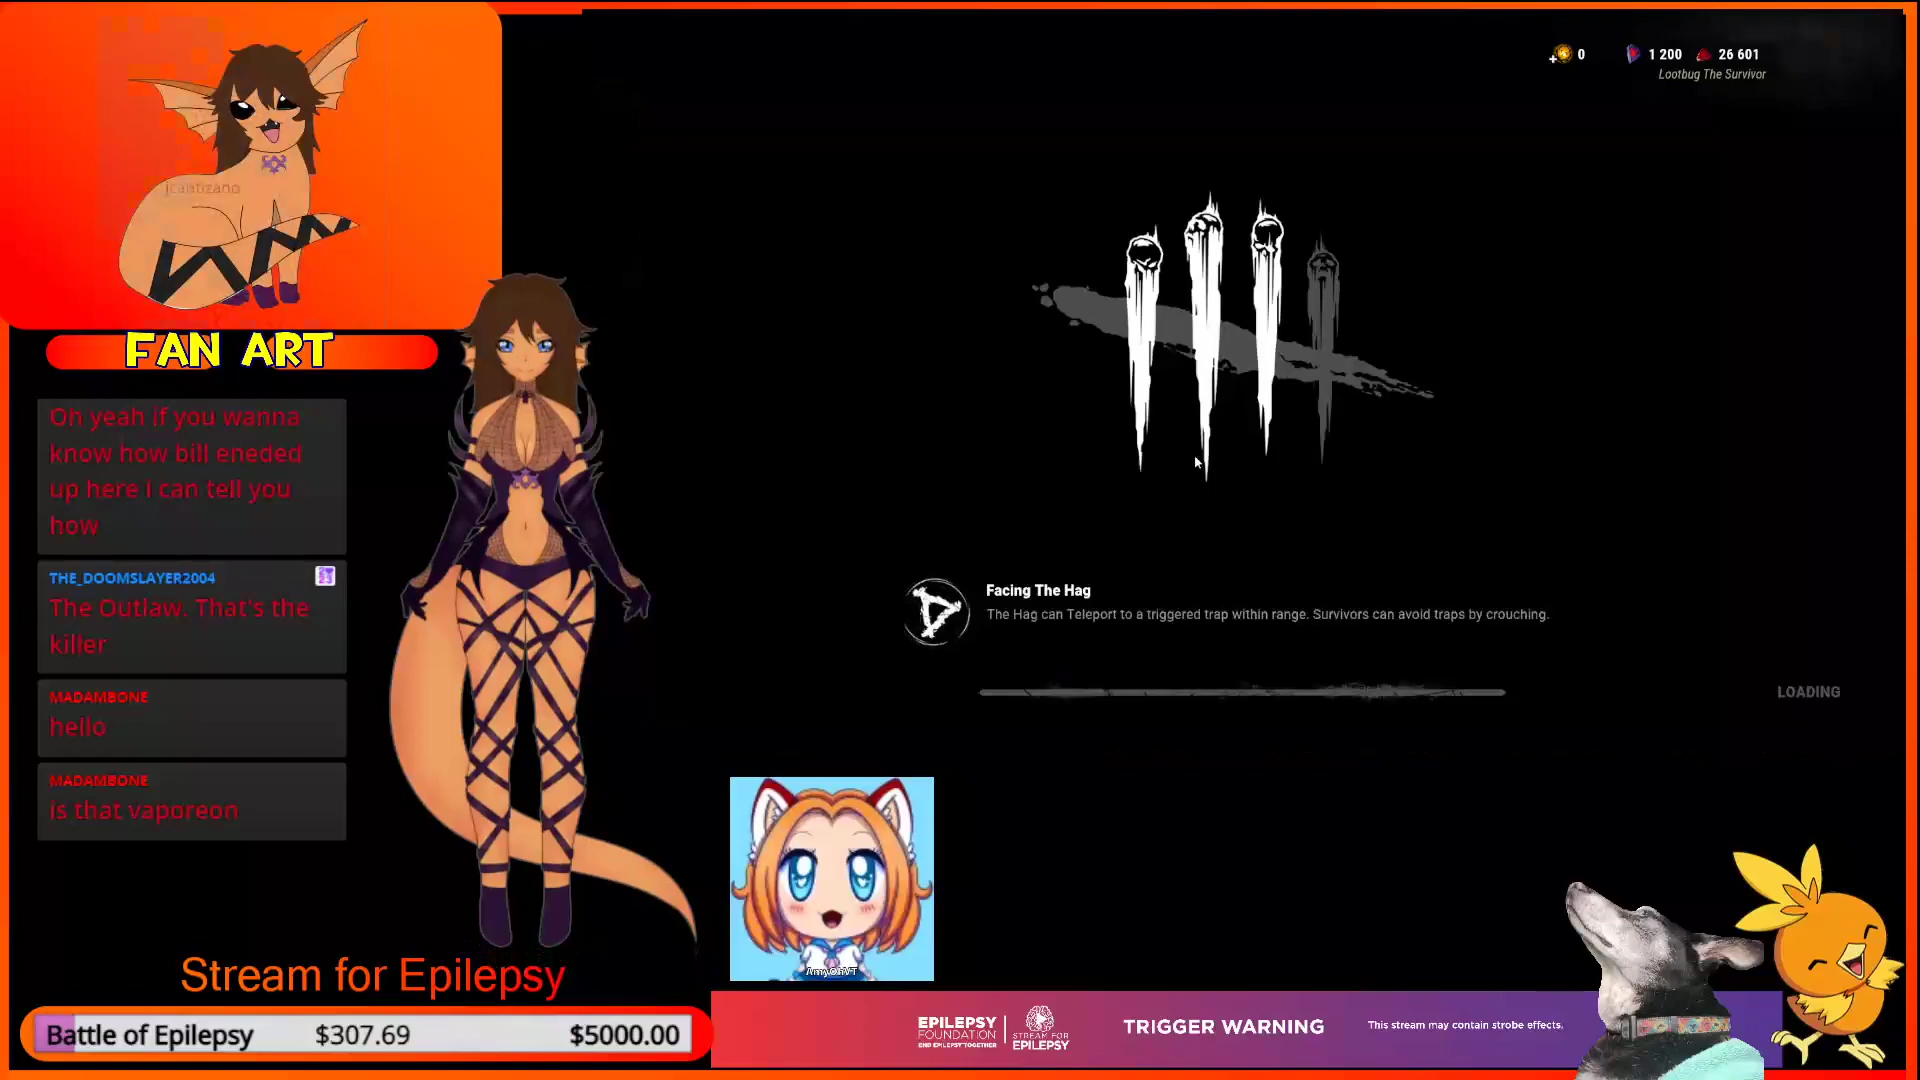 0 1 200 26 601
Lootbug The Survivor
jcantizano
FAN ART
Oh yeah if you wanna
know how bill eneded
up here i can tell you
how
THE_DOOMSLAYER2004
The Outlaw. That's the
killer
MADAMBONE
hello
MADAMBONE
is that vaporeon
Facing The Hag
The Hag can Teleport to a triggered trap within range. Survivors can avoid traps by crouching.
LOADING
Stream for Epilepsy
Battle of Epilepsy $307.69 $5000.00
EPILEPSY
FOUNDATION
END EPILEPSY TOGETHER
STREAM FOR
EPILEPSY
TRIGGER WARNING
This stream may contain strobe effects.